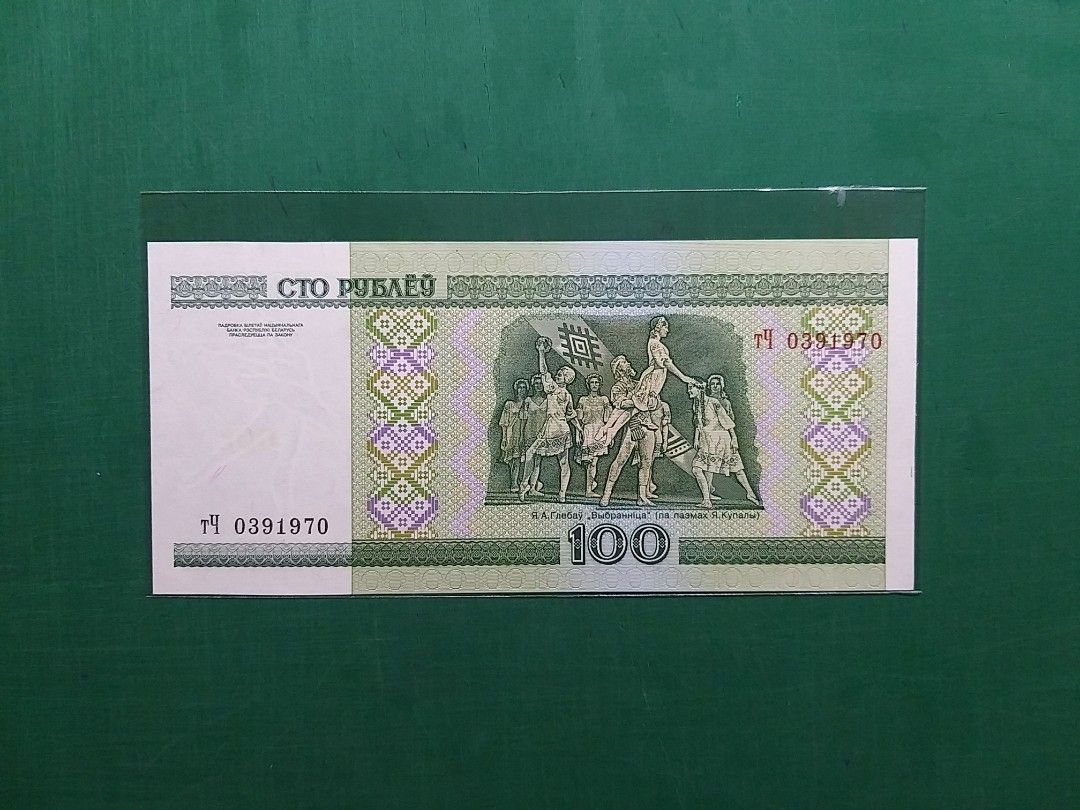 СТО РУБЛЁЎ
ПАДРОБКА БІЛЕТАЎ НАЦЫЯНАЛЬНАГА
БАНКА РЭСПУБЛІКІ БЕЛАРУСЬ
ПРАСЛЕДУЕЦЦА ПА ЗАКОНУ
тЧ 0391970
Я.А.Глебаў „Выбранніца" (па паэмах Я.Купалы)
тЧ 0391970
100